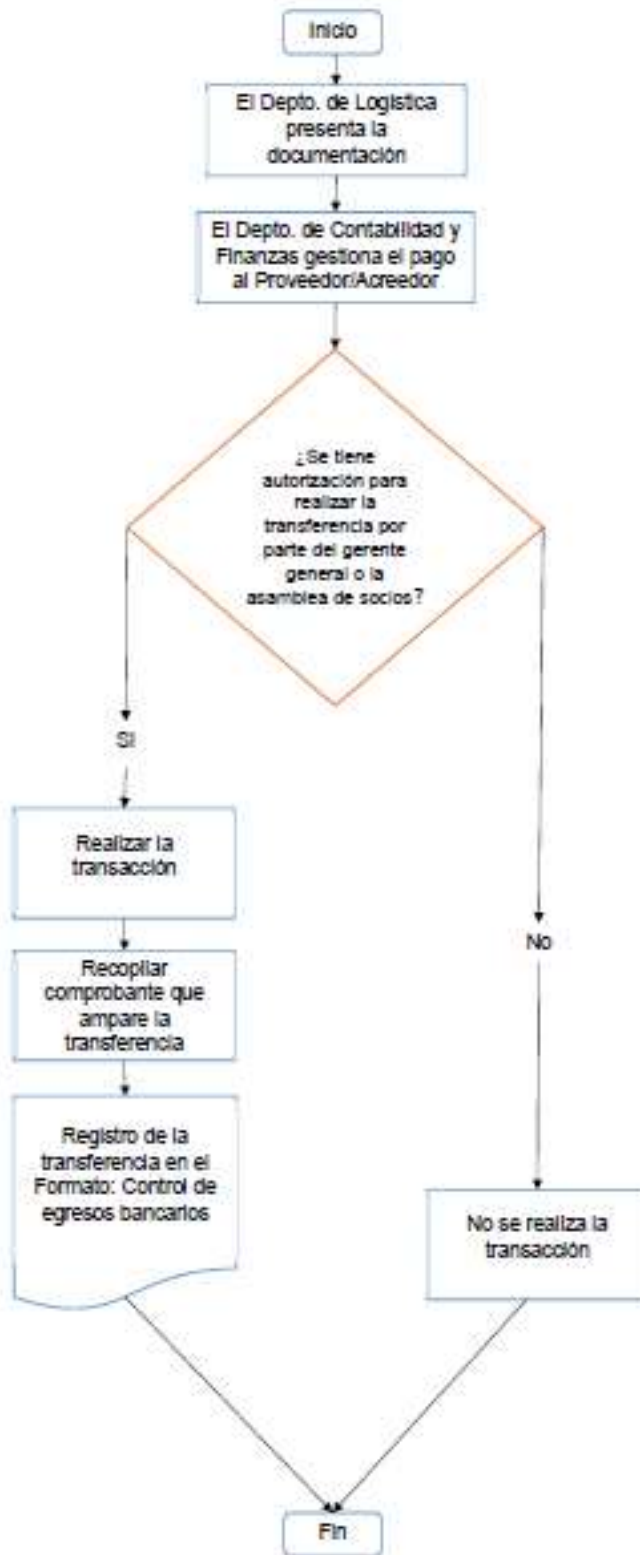 Inicio
El Depto. de Logística
presenta la
documentación
El Depto. de Contabilidad y
Finanzas gestiona el pago
al Proveedor/Acreedor
¿Se tiene
autorización para
realizar la
transferencia por
parte del gerente
general o la
asamblea de socios?
Si
Realizar la
transacción
Recopilar
comprobante que
ampare la
transferencia
Registro de la
transferencia en el
Formato: Control de
egresos bancarios
No
No se realiza la
transacción
Fin